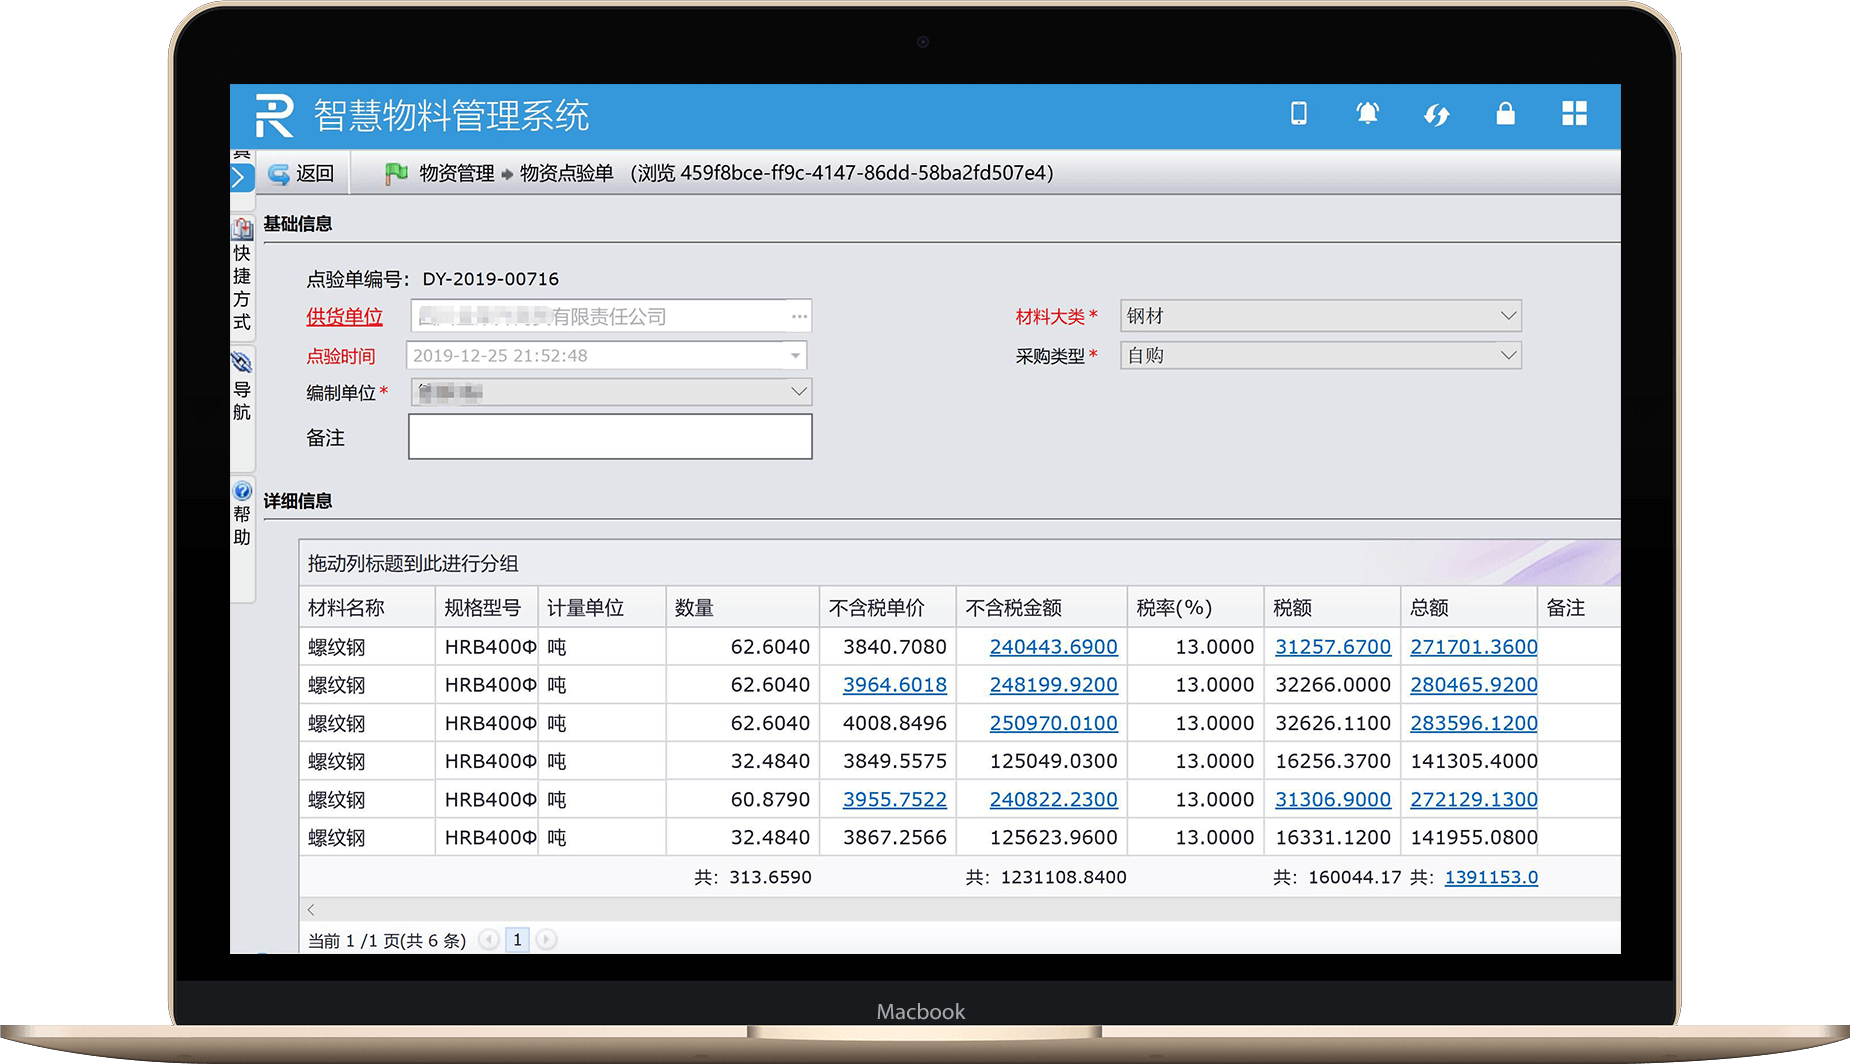 智慧物料管理系统
返回 物资管理 物资点验单 (浏览 459f8bce-ff9c-4147-86dd-58ba2fd507e4)
快捷方式
导航
帮助
基础信息
点验单编号: DY-2019-00716
供货单位 有限责任公司 ... 材料大类* 钢材
点验时间 2019-12-25 21:52:48 采购类型* 自购
编制单位*
备注
详细信息
拖动列标题到此进行分组
材料名称 规格型号 计量单位 数量 不含税单价 不含税金额 税率(%) 税额 总额 备注
螺纹钢 HRB400Φ 吨 62.6040 3840.7080 240443.6900 13.0000 31257.6700 271701.3600
螺纹钢 HRB400Φ 吨 62.6040 3964.6018 248199.9200 13.0000 32266.0000 280465.9200
螺纹钢 HRB400Φ 吨 62.6040 4008.8496 250970.0100 13.0000 32626.1100 283596.1200
螺纹钢 HRB400Φ 吨 32.4840 3849.5575 125049.0300 13.0000 16256.3700 141305.4000
螺纹钢 HRB400Φ 吨 60.8790 3955.7522 240822.2300 13.0000 31306.9000 272129.1300
螺纹钢 HRB400Φ 吨 32.4840 3867.2566 125623.9600 13.0000 16331.1200 141955.0800
共: 313.6590 共: 1231108.8400 共: 160044.17 共: 1391153.0
当前 1 /1 页(共 6 条) 1
Macbook